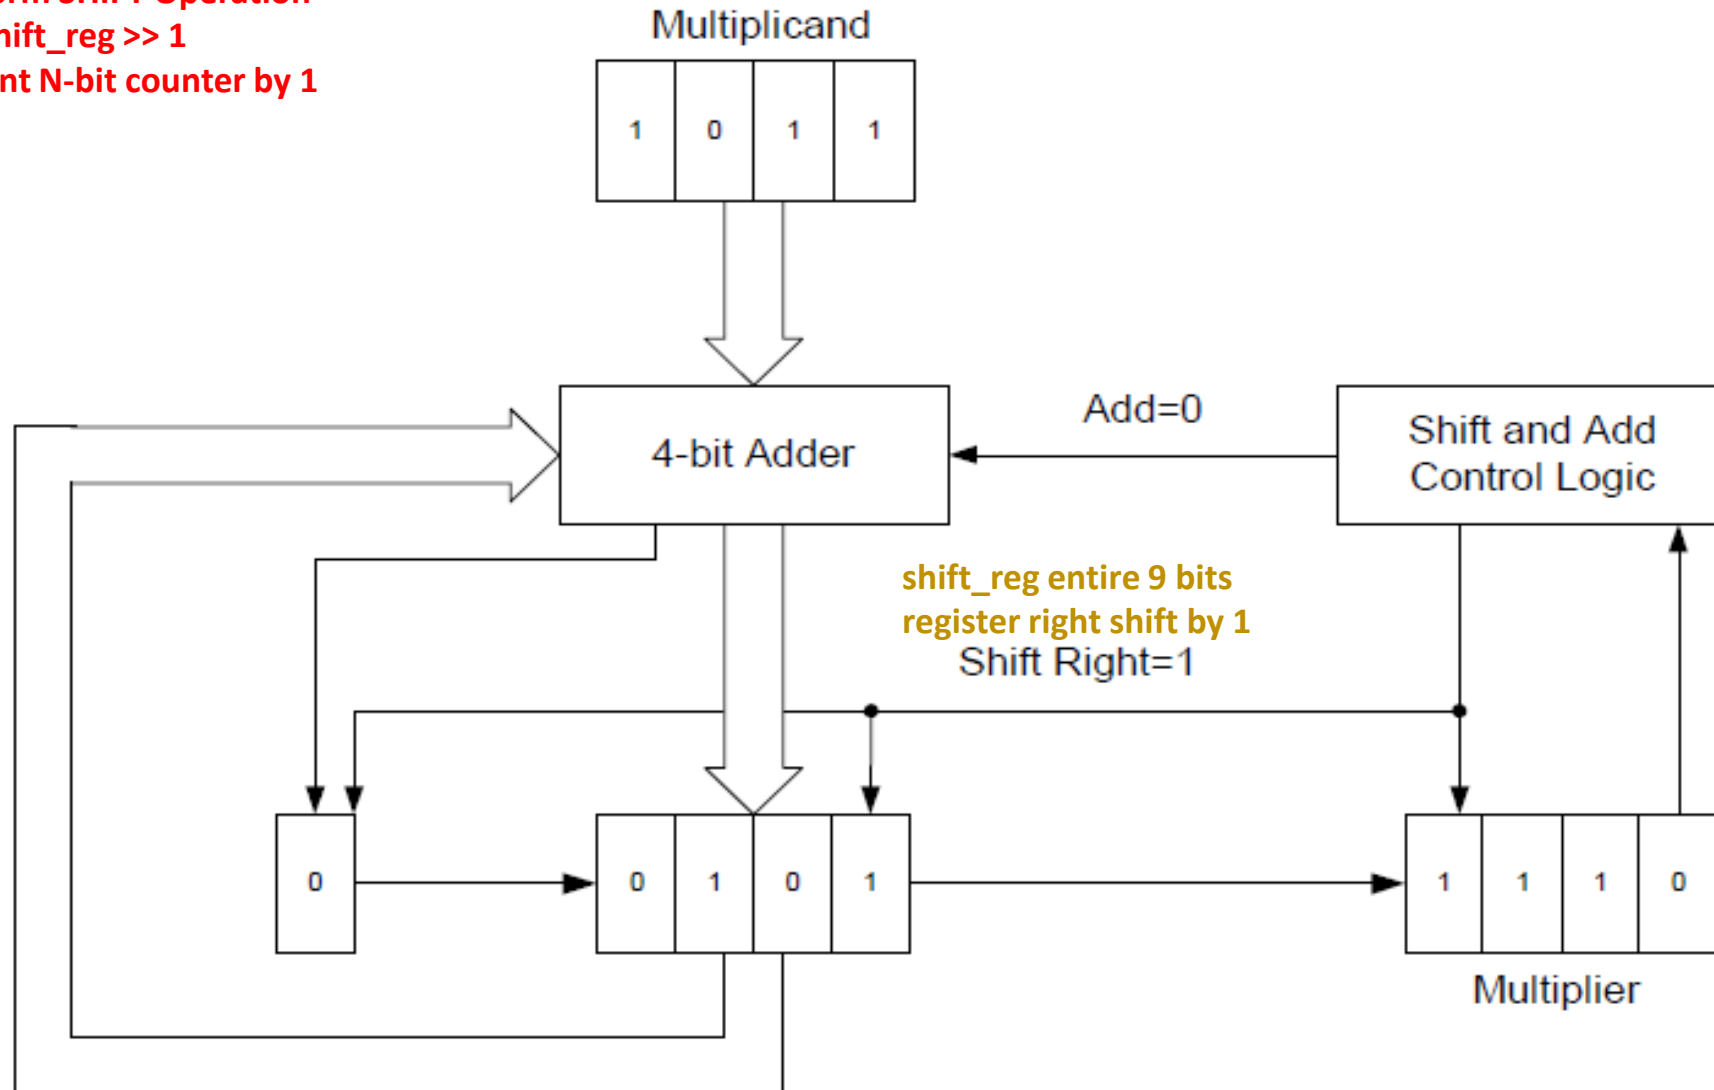 shift_reg >> 1
N-bit counter by 1
Operation
Multiplicand
1 0 1 1
Add=0
4-bit Adder
Shift and Add
Control Logic
shift_reg entire 9 bits
register right shift by 1
Shift Right=1
0
0 1 0 1
1 1 1 0
Multiplier